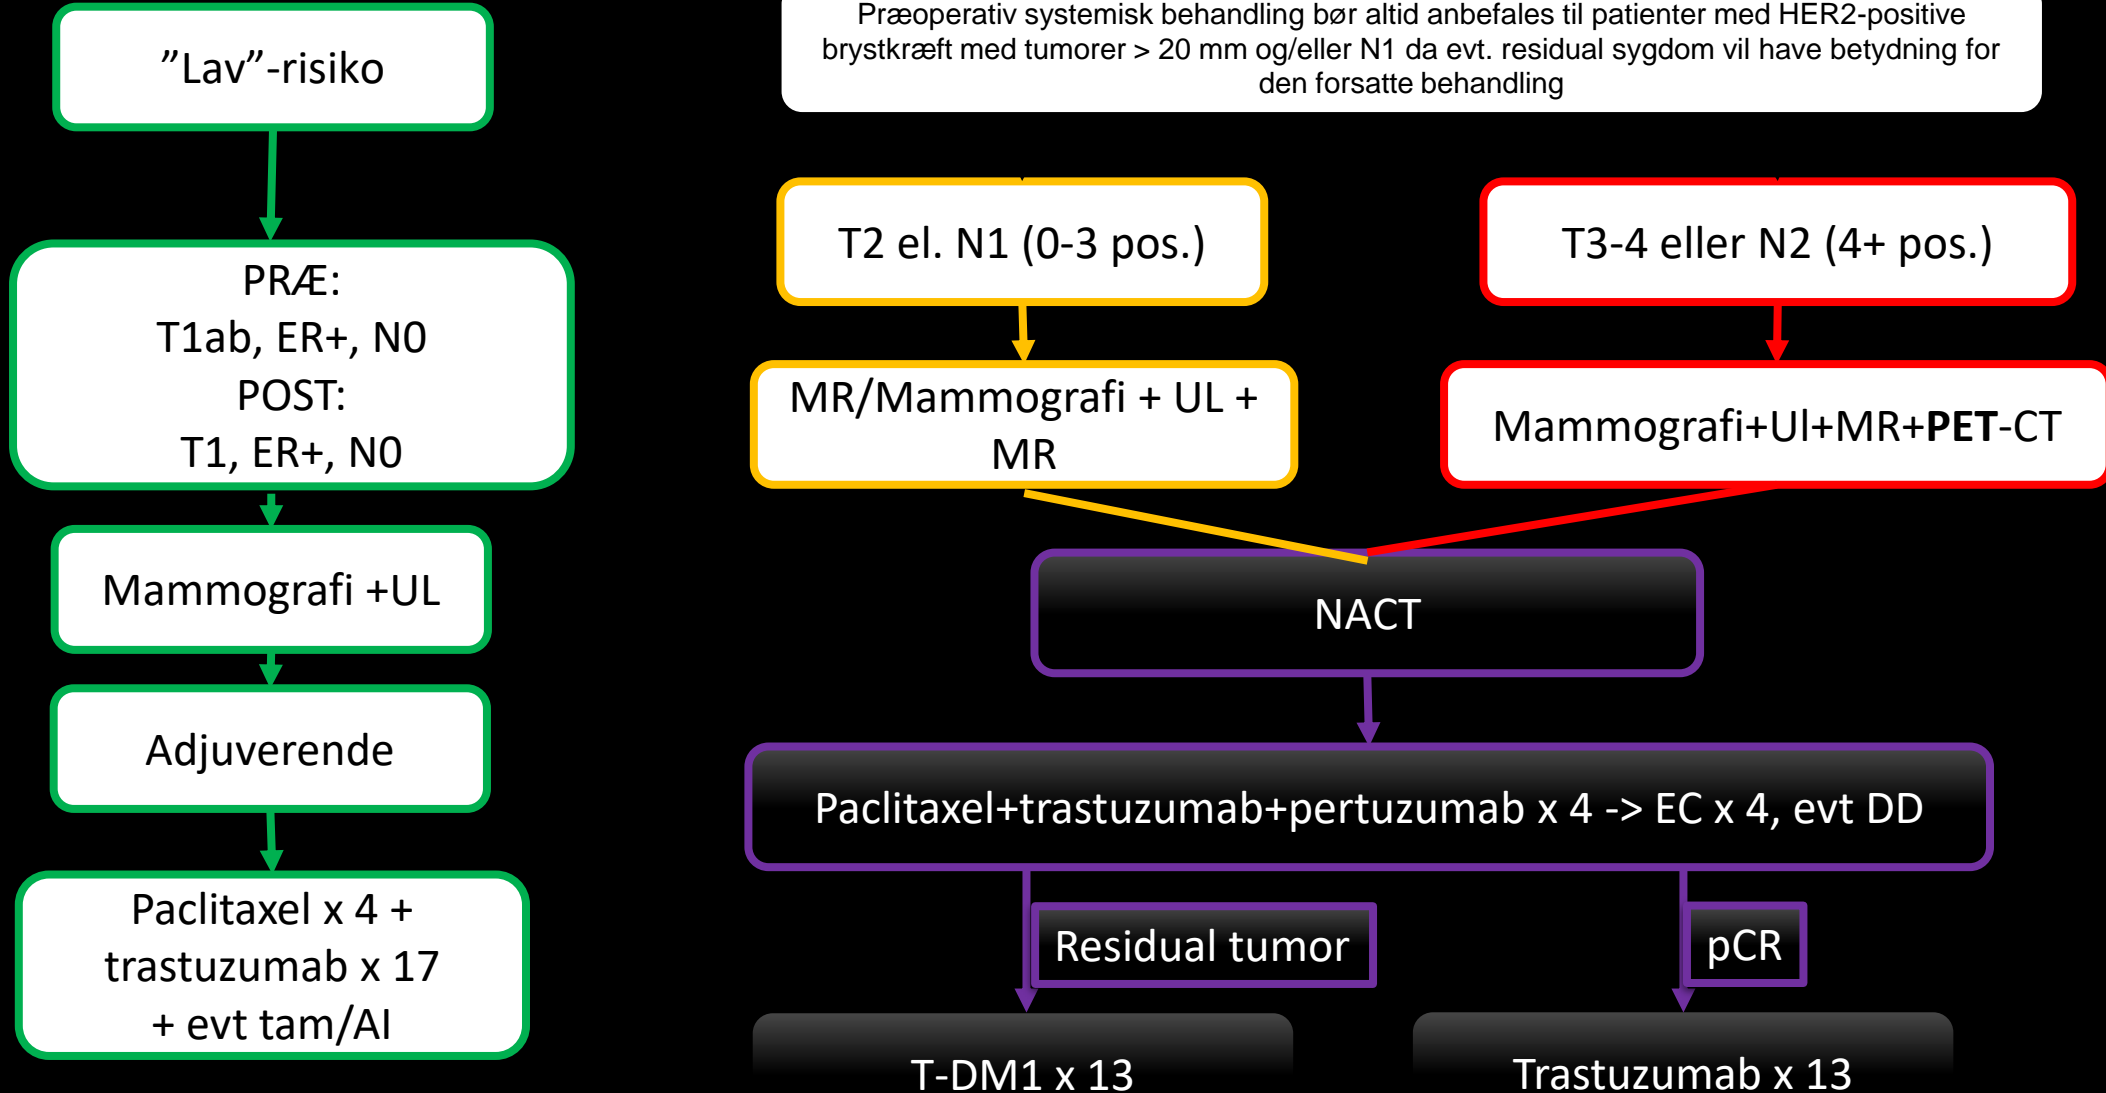 ”Lav”-risiko
PRÆ:
T1ab, ER+, N0
POST:
T1, ER+, N0
Mammografi +UL
Adjuverende
Paclitaxel x 4 +
trastuzumab x 17
+ evt tam/AI
Præoperativ systemisk behandling bør altid anbefales til patienter med HER2-positive
brystkræft med tumorer > 20 mm og/eller N1 da evt. residual sygdom vil have betydning for
den forsatte behandling
T2 el. N1 (0-3 pos.)
T3-4 eller N2 (4+ pos.)
MR/Mammografi + UL +
MR
Mammografi+Ul+MR+PET-CT
NACT
Paclitaxel+trastuzumab+pertuzumab x 4 -> EC x 4, evt DD
Residual tumor
pCR
T-DM1 x 13
Trastuzumab x 13